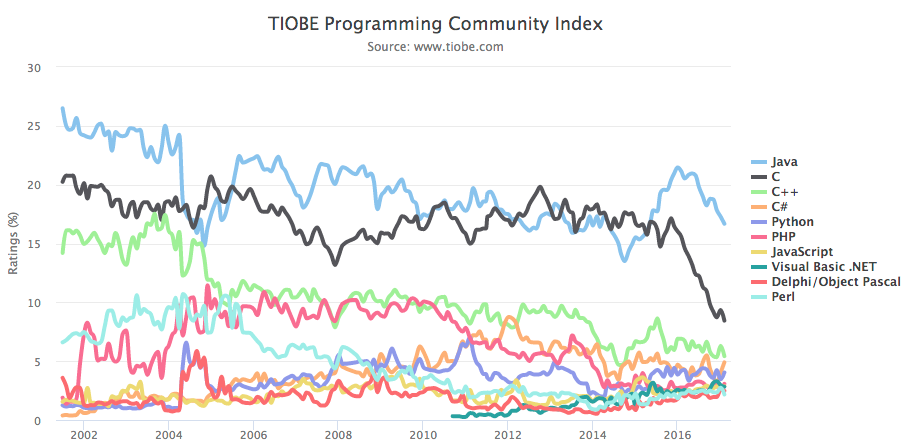 TIOBE Programming Community Index
Source: www.tiobe.com
30
25
20
15
10
5
0
Ratings (%)
2002 2004 2006 2008 2010 2012 2014 2016
Java
C
C++
C#
Python
PHP
JavaScript
Visual Basic .NET
Delphi/Object Pascal
Perl